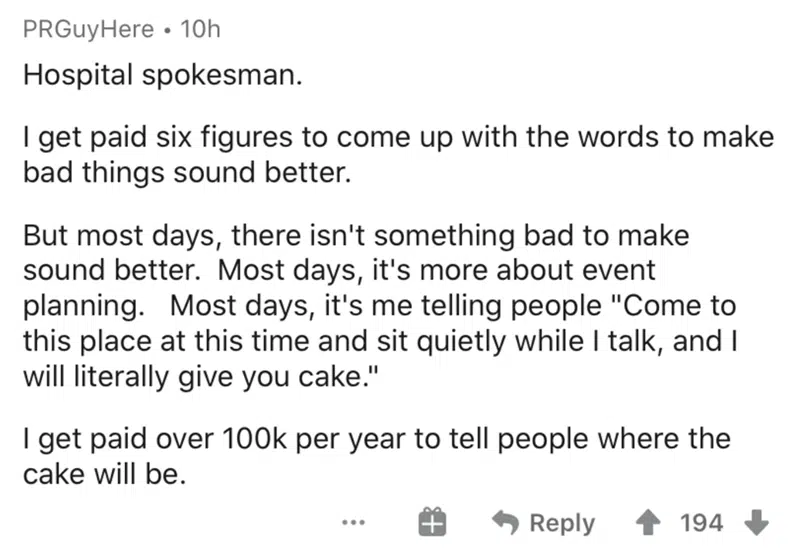 PRGuyHere • 10h
Hospital spokesman.
I get paid six figures to come up with the words to make
bad things sound better.
But most days, there isn't something bad to make
sound better.  Most days, it's more about event
planning.   Most days, it's me telling people "Come to
this place at this time and sit quietly while I talk, and I
will literally give you cake."
I get paid over 100k per year to tell people where the
cake will be.
... Reply 194